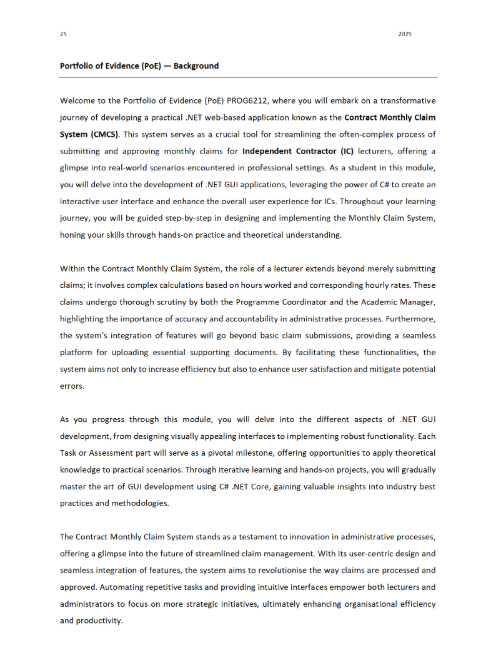 25 2025
Portfolio of Evidence (PoE) — Background
Welcome to the Portfolio of Evidence (PoE) PROG6212, where you will embark on a transformative
journey of developing a practical .NET web-based application known as the Contract Monthly Claim
System (CMCS). This system serves as a crucial tool for streamlining the often-complex process of
submitting and approving monthly claims for Independent Contractor (IC) lecturers, offering a
glimpse into real-world scenarios encountered in professional settings. As a student in this module,
you will delve into the development of .NET GUI applications, leveraging the power of C# to create an
interactive user interface and enhance the overall user experience for ICs. Throughout your learning
journey, you will be guided step-by-step in designing and implementing the Monthly Claim System,
honing your skills through hands-on practice and theoretical understanding.
Within the Contract Monthly Claim System, the role of a lecturer extends beyond merely submitting
claims; it involves complex calculations based on hours worked and corresponding hourly rates. These
claims undergo thorough scrutiny by both the Programme Coordinator and the Academic Manager,
highlighting the importance of accuracy and accountability in administrative processes. Furthermore,
the system's integration of features will go beyond basic claim submissions, providing a seamless
platform for uploading essential supporting documents. By facilitating these functionalities, the
system aims not only to increase efficiency but also to enhance user satisfaction and mitigate potential
errors.
As you progress through this module, you will delve into the different aspects of .NET GUI
development, from designing visually appealing interfaces to implementing robust functionality. Each
Task or Assessment part will serve as a pivotal milestone, offering opportunities to apply theoretical
knowledge to practical scenarios. Through iterative learning and hands-on projects, you will gradually
master the art of GUI development using C# .NET Core, gaining valuable insights into industry best
practices and methodologies.
The Contract Monthly Claim System stands as a testament to innovation in administrative processes,
offering a glimpse into the future of streamlined claim management. With its user-centric design and
seamless integration of features, the system aims to revolutionise the way claims are processed and
approved. Automating repetitive tasks and providing intuitive interfaces empower both lecturers and
administrators to focus on more strategic initiatives, ultimately enhancing organisational efficiency
and productivity.